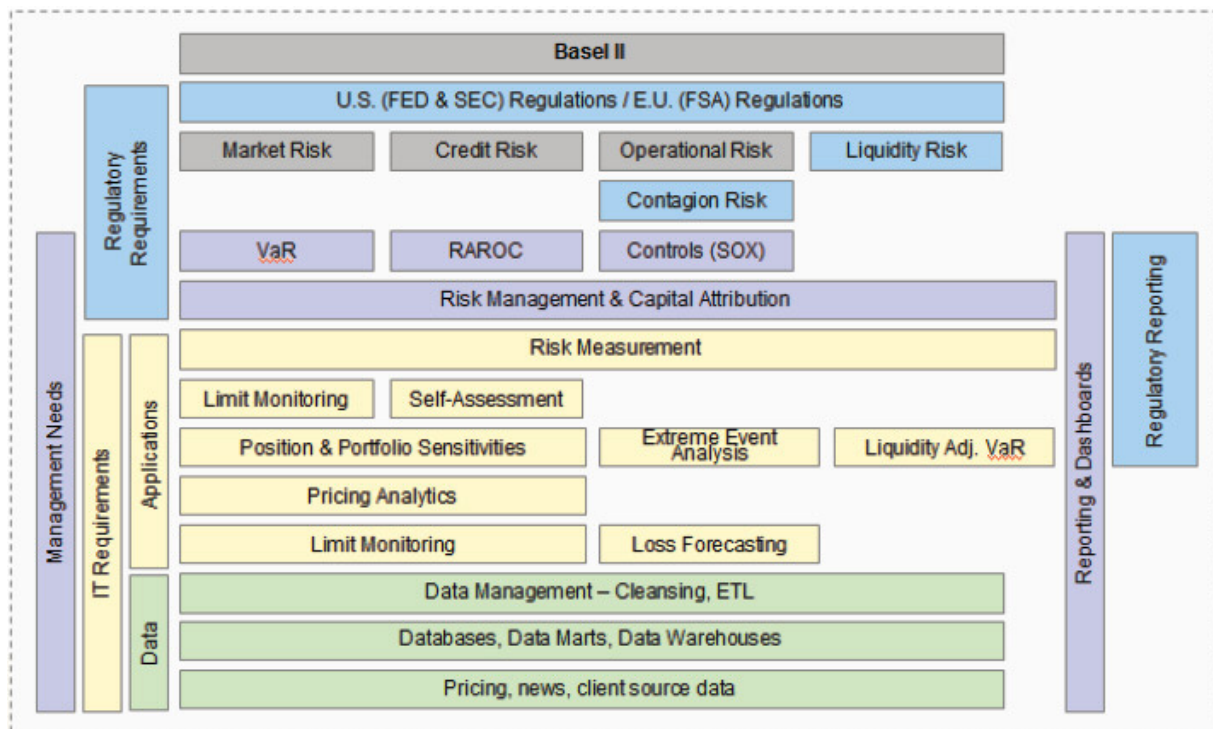 Basel II
U.S. (FED & SEC) Regulations / E.U. (FSA) Regulations
Regulatory
Requirements
Market Risk
Credit Risk
Operational Risk
Liquidity Risk
Contagion Risk
VaR
RAROC
Controls (SOX)
Risk Management & Capital Attribution
Management Needs
IT Requirements
Applications
Risk Measurement
Limit Monitoring
Self-Assessment
Position & Portfolio Sensitivities
Extreme Event
Analysis
Liquidity Adj. VaR
Pricing Analytics
Limit Monitoring
Loss Forecasting
Data
Data Management – Cleansing, ETL
Databases, Data Marts, Data Warehouses
Pricing, news, client source data
Reporting & Dashboards
Regulatory Reporting